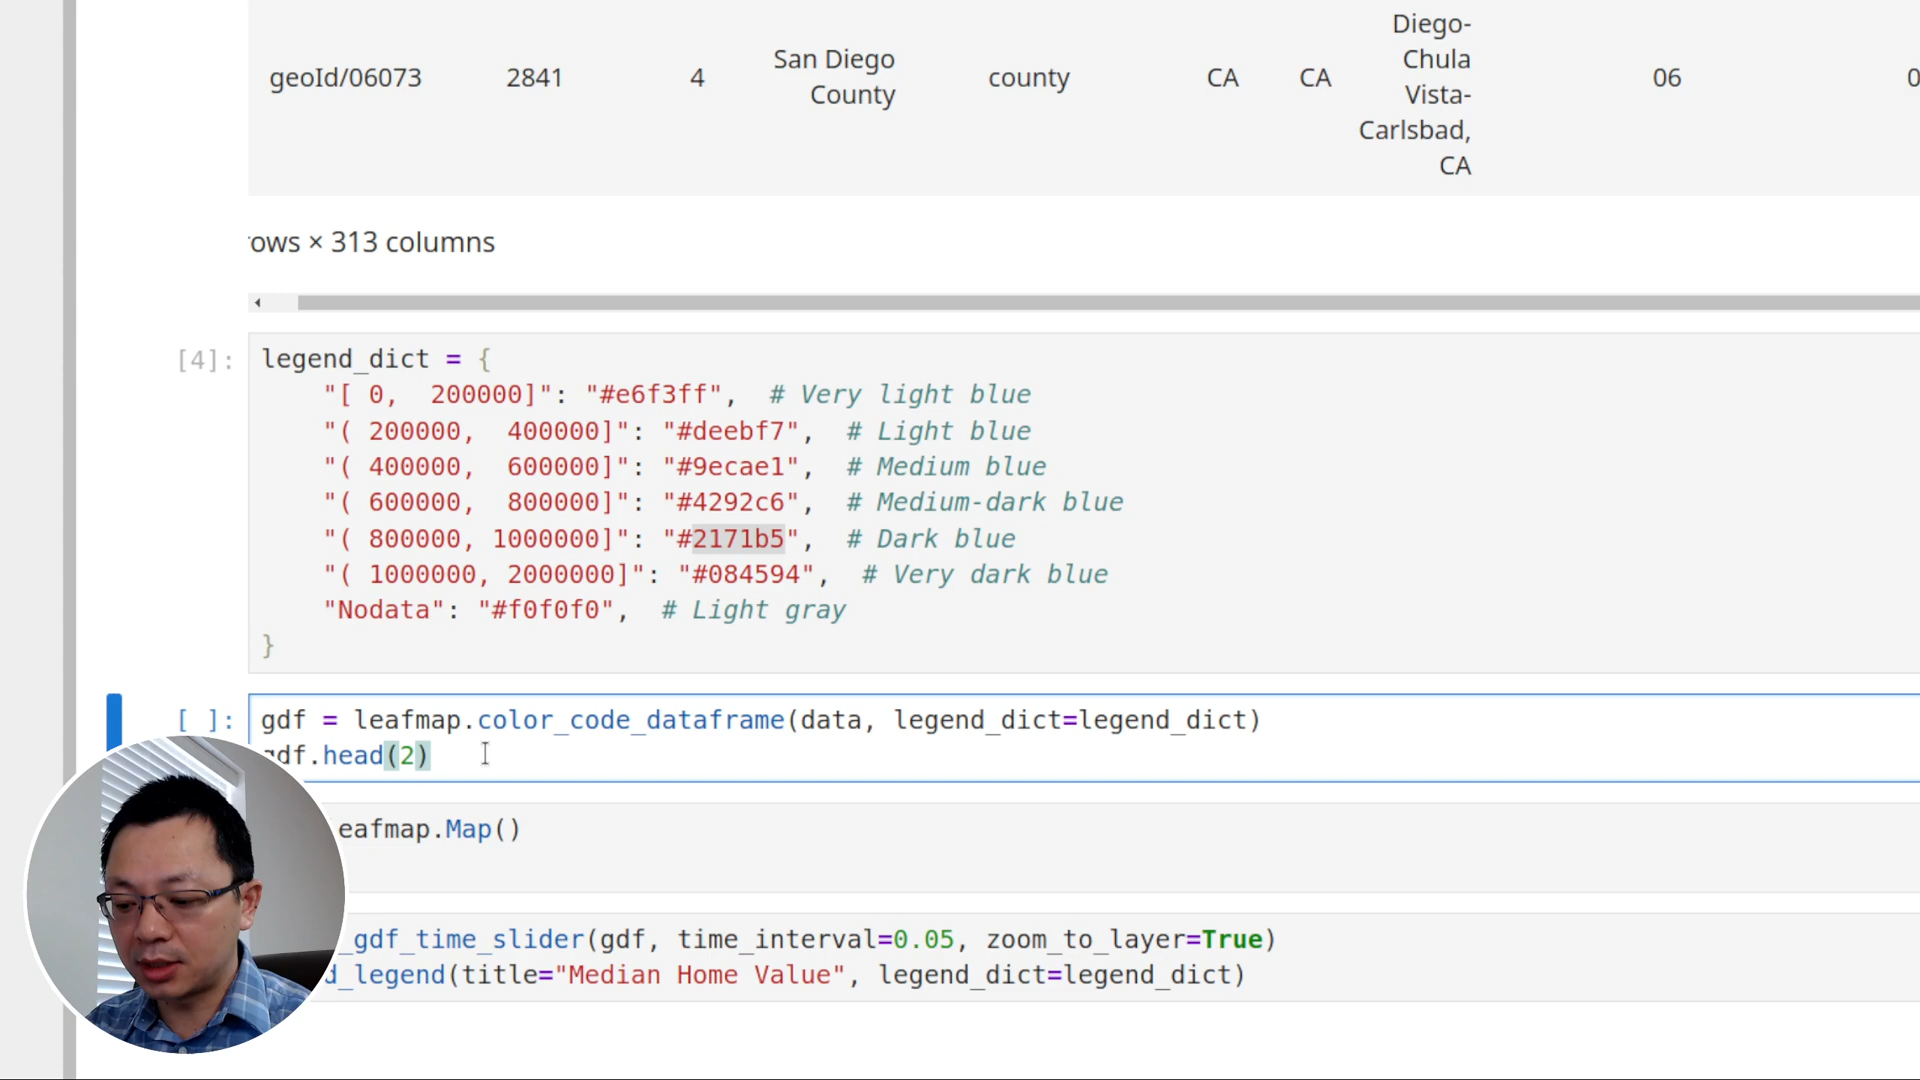 Diego-
geoId/06073 2841 4 San Diego County county CA CA Chula Vista- Carlsbad, CA 06 0
rows × 313 columns
[4]: legend_dict = {
"[ 0,  200000]": "#e6f3ff",  # Very light blue
"( 200000,  400000]": "#deebf7",  # Light blue
"( 400000,  600000]": "#9ecae1",  # Medium blue
"( 600000,  800000]": "#4292c6",  # Medium-dark blue
"( 800000, 1000000]": "#2171b5",  # Dark blue
"( 1000000, 2000000]": "#084594",  # Very dark blue
"Nodata": "#f0f0f0",  # Light gray
}
[ ]: gdf = leafmap.color_code_dataframe(data, legend_dict=legend_dict)
gdf.head(2)
eafmap.Map()
_gdf_time_slider(gdf, time_interval=0.05, zoom_to_layer=True)
d_legend(title="Median Home Value", legend_dict=legend_dict)